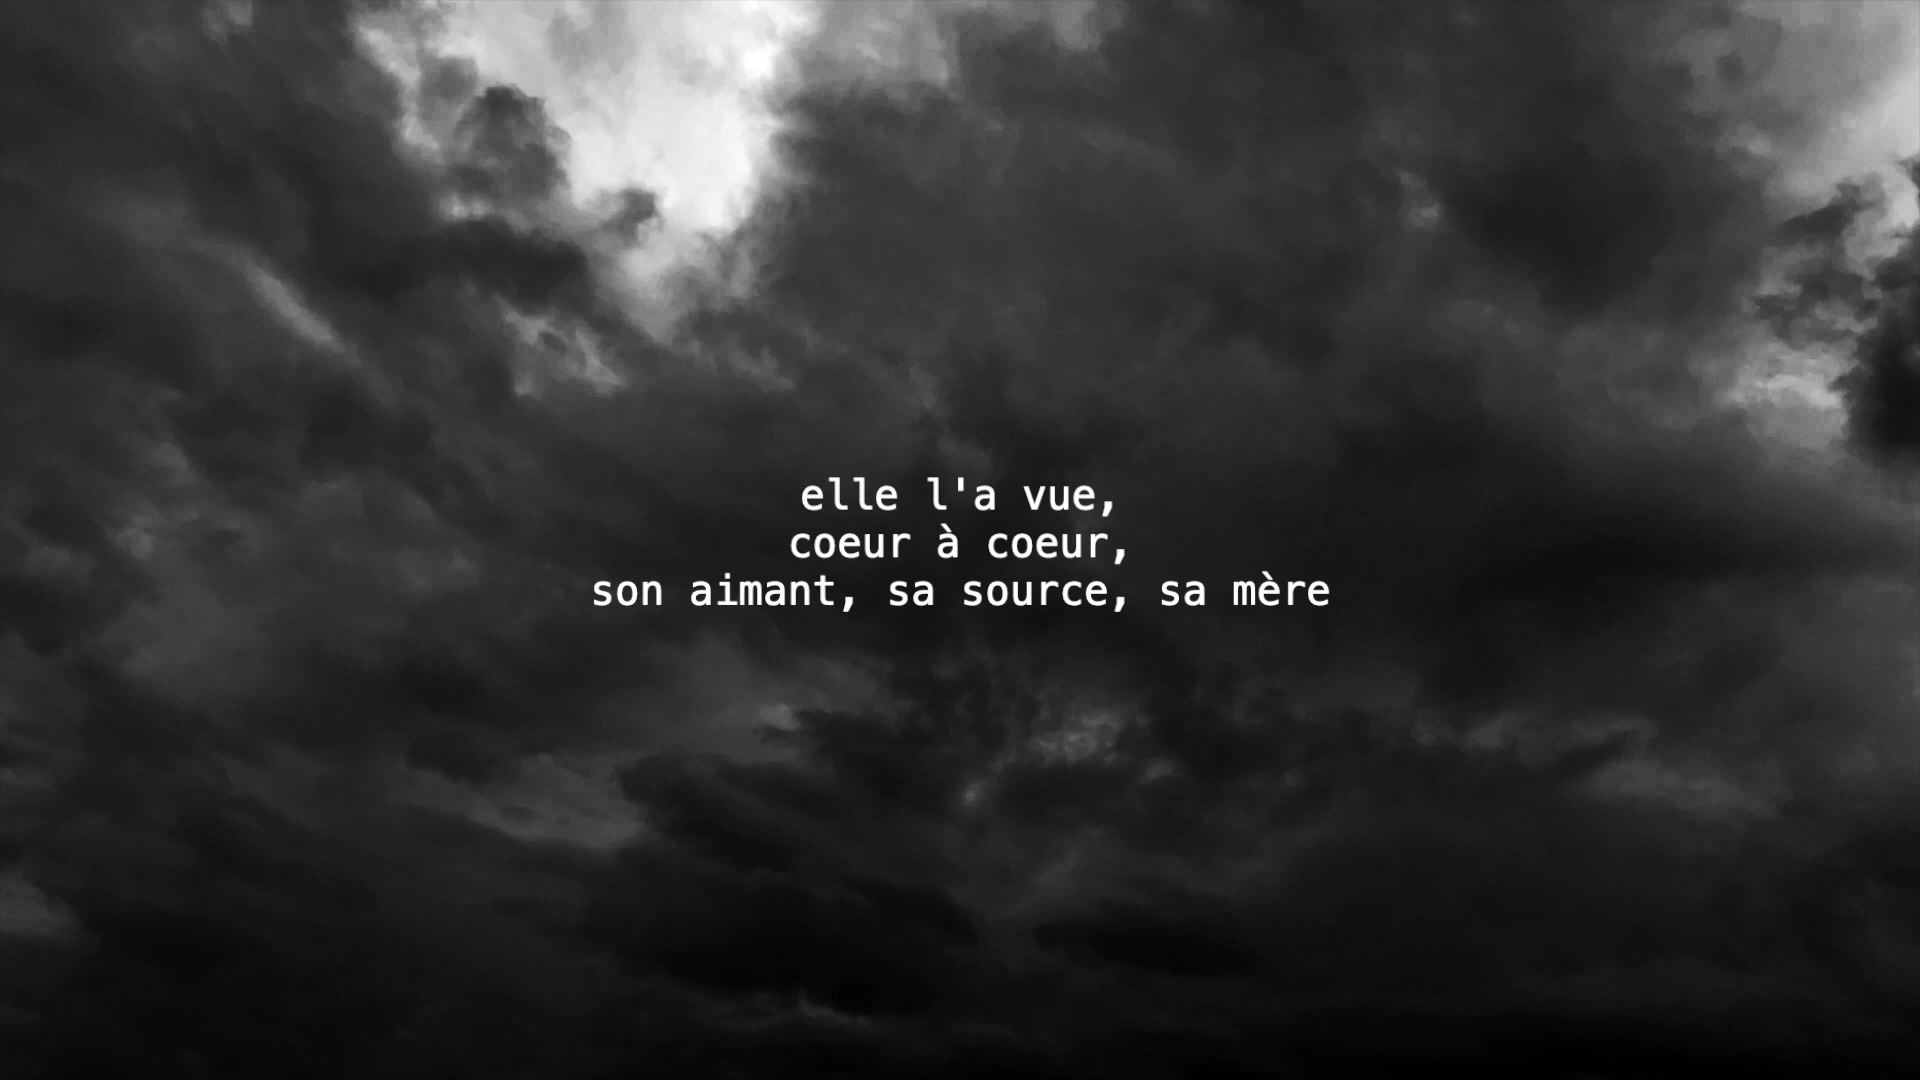 elle l'a vue,
coeur à coeur,
son aimant, sa source, sa mère